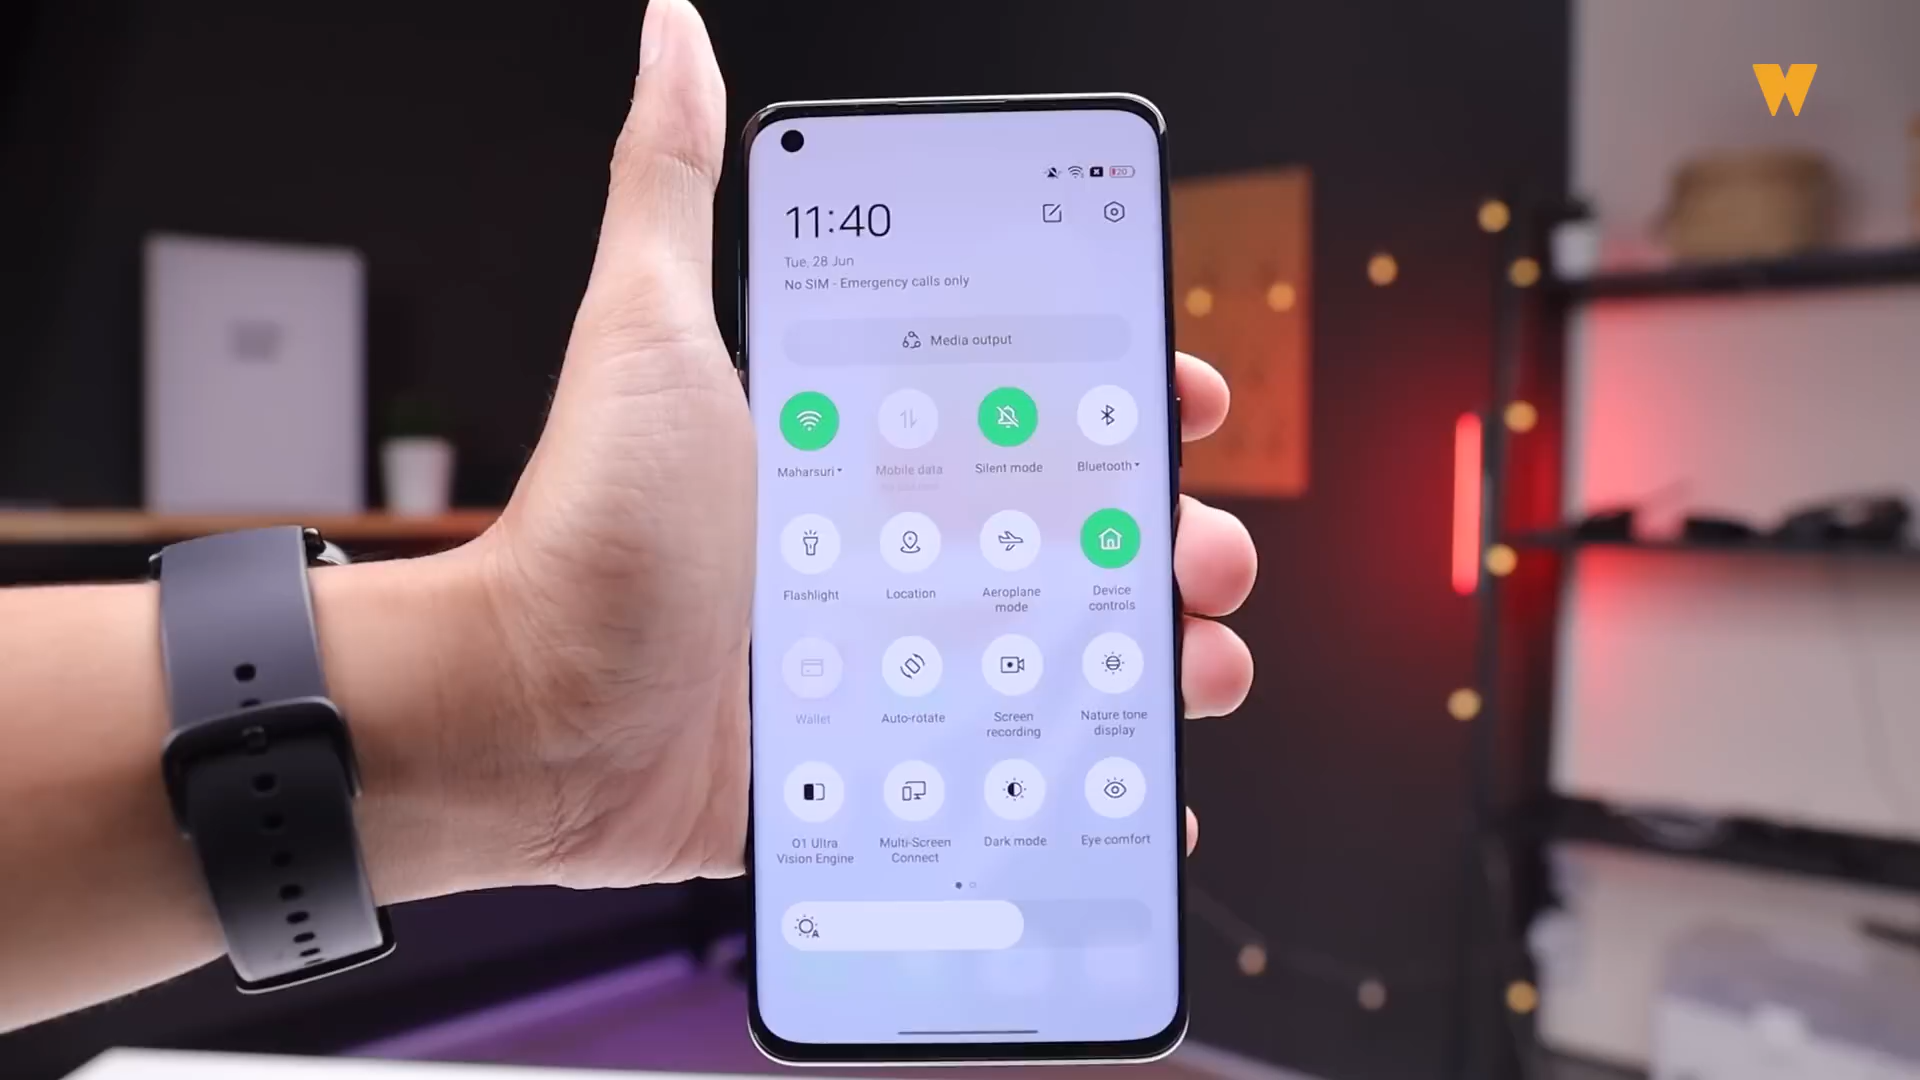 W
20
11:40
Tue, 28 Jun
No SIM - Emergency calls only
Media output
Maharsuri
Mobile data
Silent mode
Bluetooth
Flashlight
Location
Aeroplane
mode
Device
controls
Wallet
Auto-rotate
Screen
recording
Nature tone
display
O1 Ultra
Vision Engine
Multi-Screen
Connect
Dark mode
Eye comfort
A